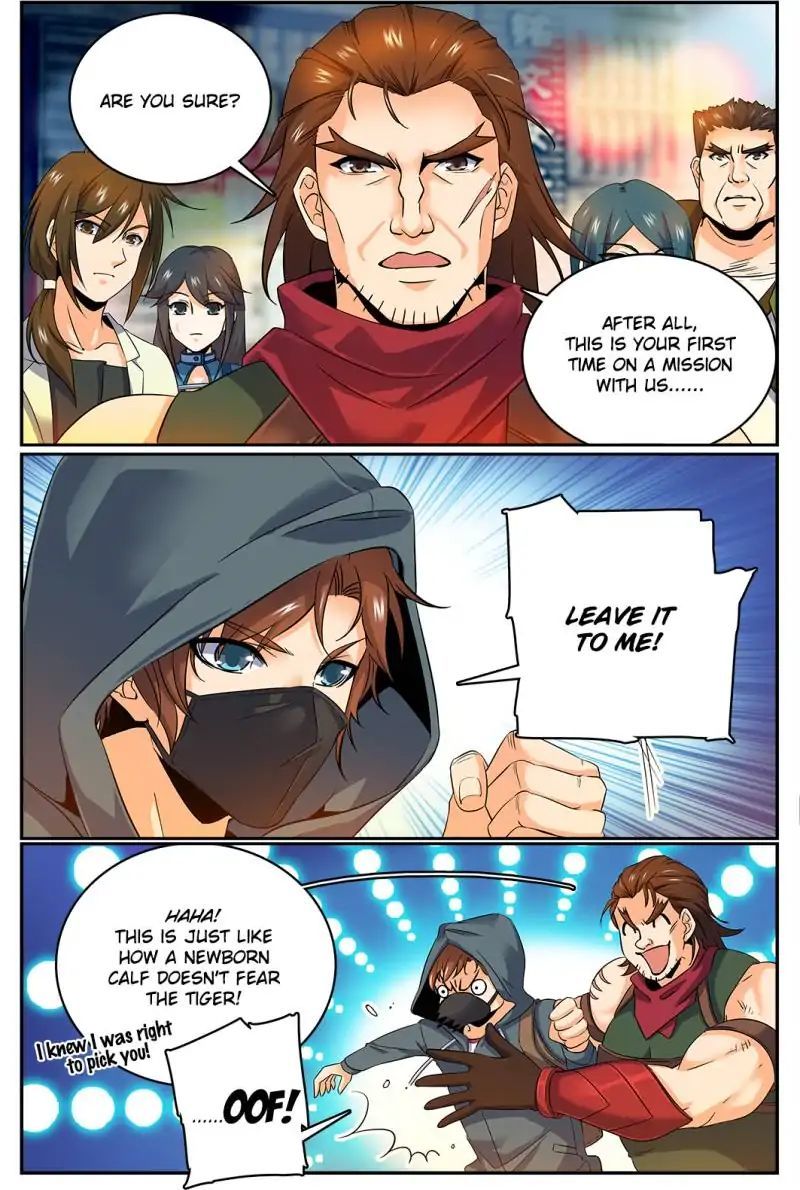 ARE YOU SURE?
AFTER ALL,
THIS IS YOUR FIRST
TIME ON A MISSION
WITH US......
LEAVE IT
TO ME!
HAHA!
THIS IS JUST LIKE
HOW A NEWBORN
CALF DOESN'T FEAR
THE TIGER!
I knew I was right
to pick you!
......OOF!